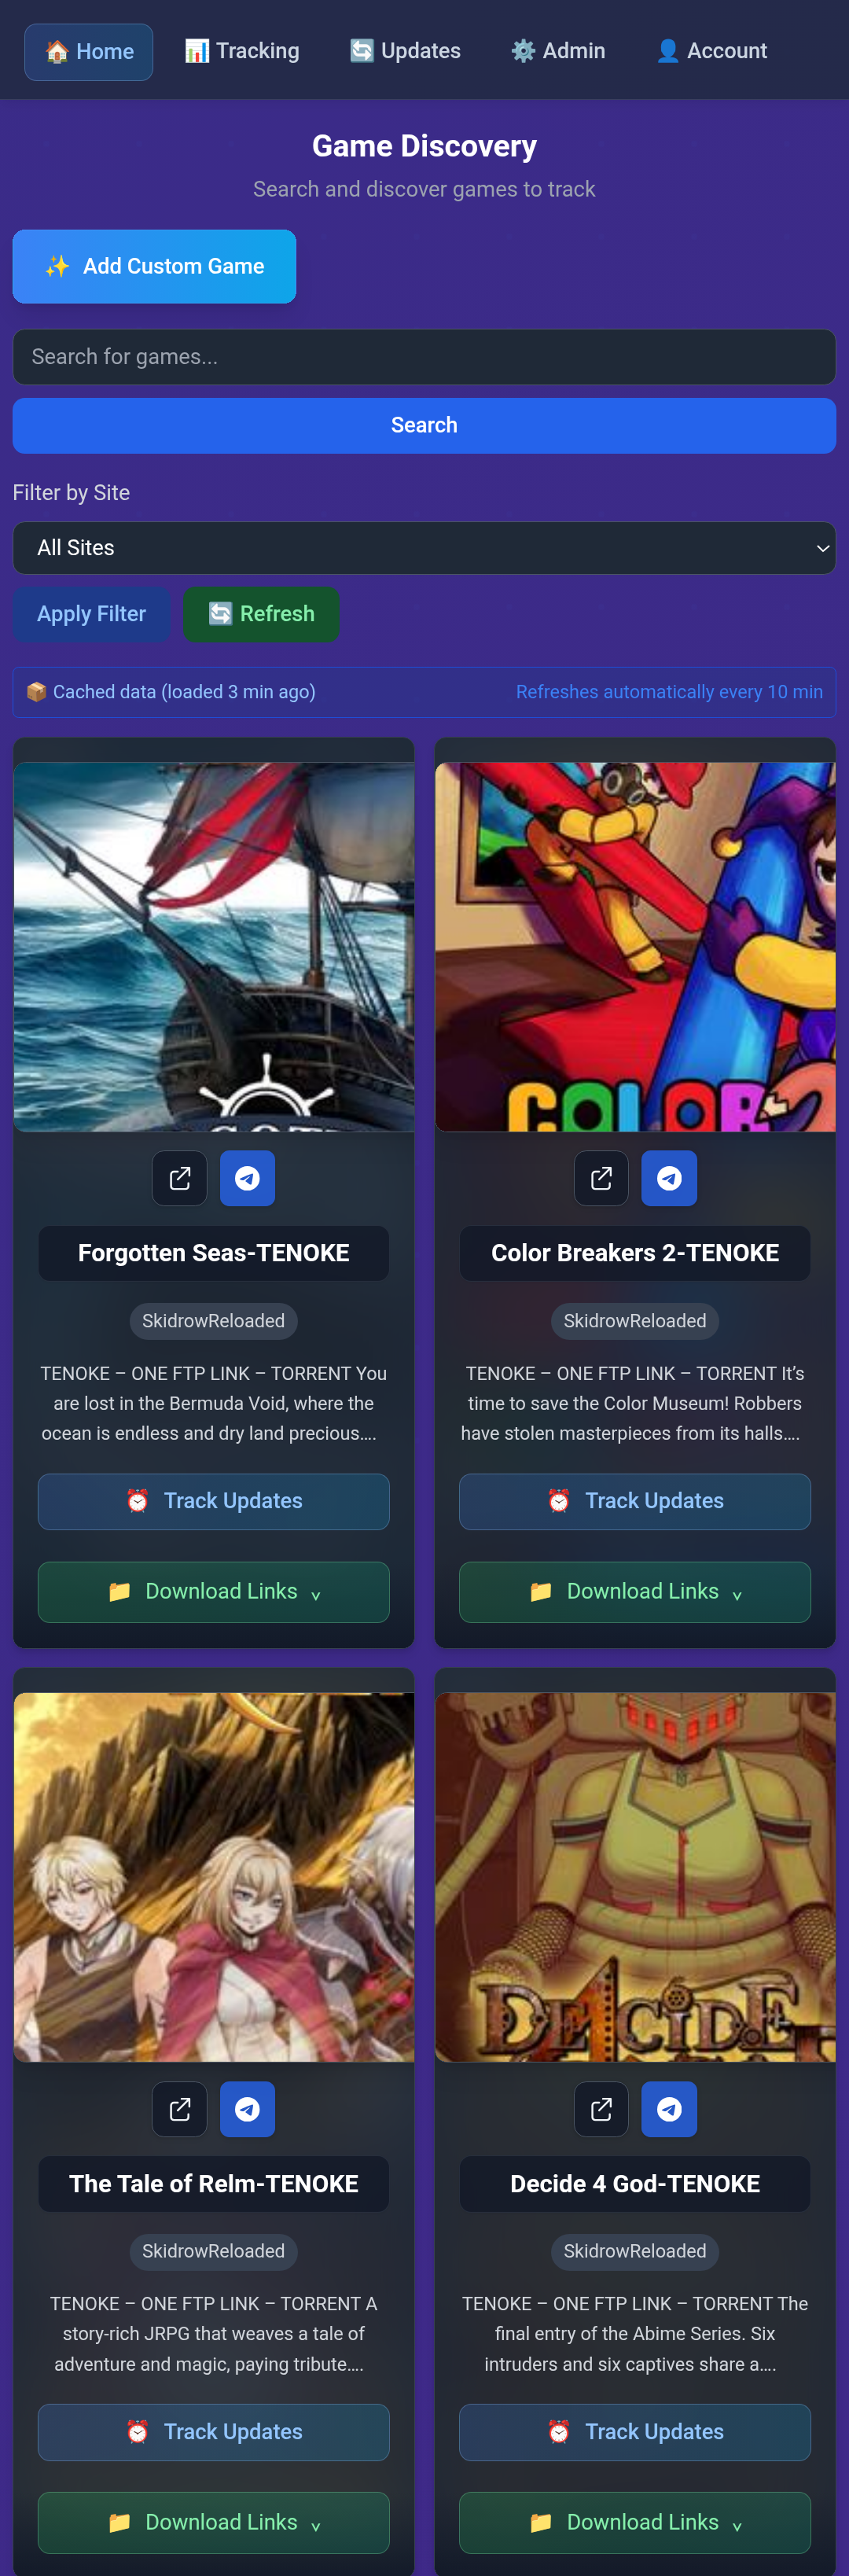 🏠 Home
📊 Tracking
🔄 Updates
⚙️ Admin
👤 Account
Game Discovery
Search and discover games to track
✨ Add Custom Game
Search for games...
Search
Filter by Site
All Sites
Apply Filter
🔄 Refresh
📦 Cached data (loaded 3 min ago)
Refreshes automatically every 10 min
COLOR
Forgotten Seas-TENOKE
SkidrowReloaded
TENOKE – ONE FTP LINK – TORRENT You
are lost in the Bermuda Void, where the
ocean is endless and dry land precious….
⏰ Track Updates
📁 Download Links
Color Breakers 2-TENOKE
SkidrowReloaded
TENOKE – ONE FTP LINK – TORRENT It’s
time to save the Color Museum! Robbers
have stolen masterpieces from its halls….
⏰ Track Updates
📁 Download Links
DE4CIDE
The Tale of Relm-TENOKE
SkidrowReloaded
TENOKE – ONE FTP LINK – TORRENT A
story-rich JRPG that weaves a tale of
adventure and magic, paying tribute….
⏰ Track Updates
📁 Download Links
Decide 4 God-TENOKE
SkidrowReloaded
TENOKE – ONE FTP LINK – TORRENT The
final entry of the Abime Series. Six
intruders and six captives share a….
⏰ Track Updates
📁 Download Links